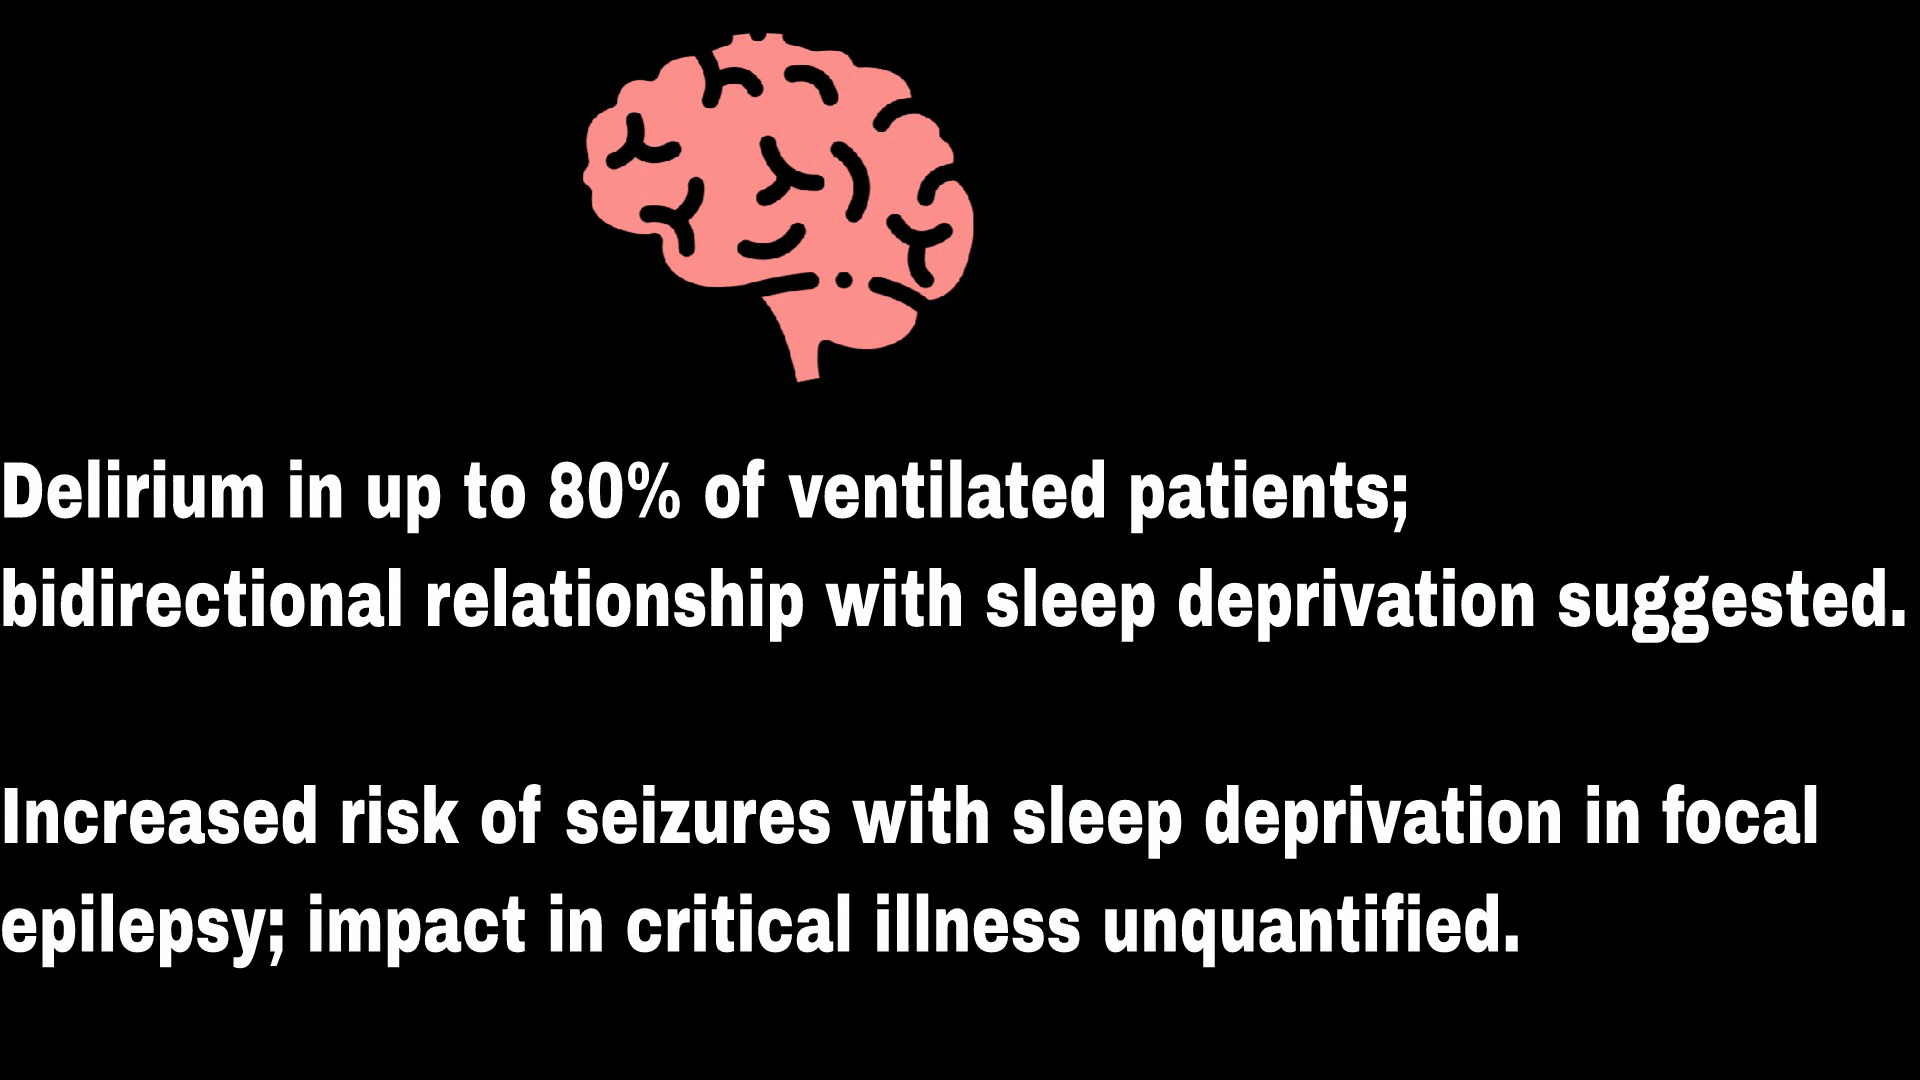 Delirium in up to 80% of ventilated patients;
bidirectional relationship with sleep deprivation suggested.
Increased risk of seizures with sleep deprivation in focal
epilepsy; impact in critical illness unquantified.